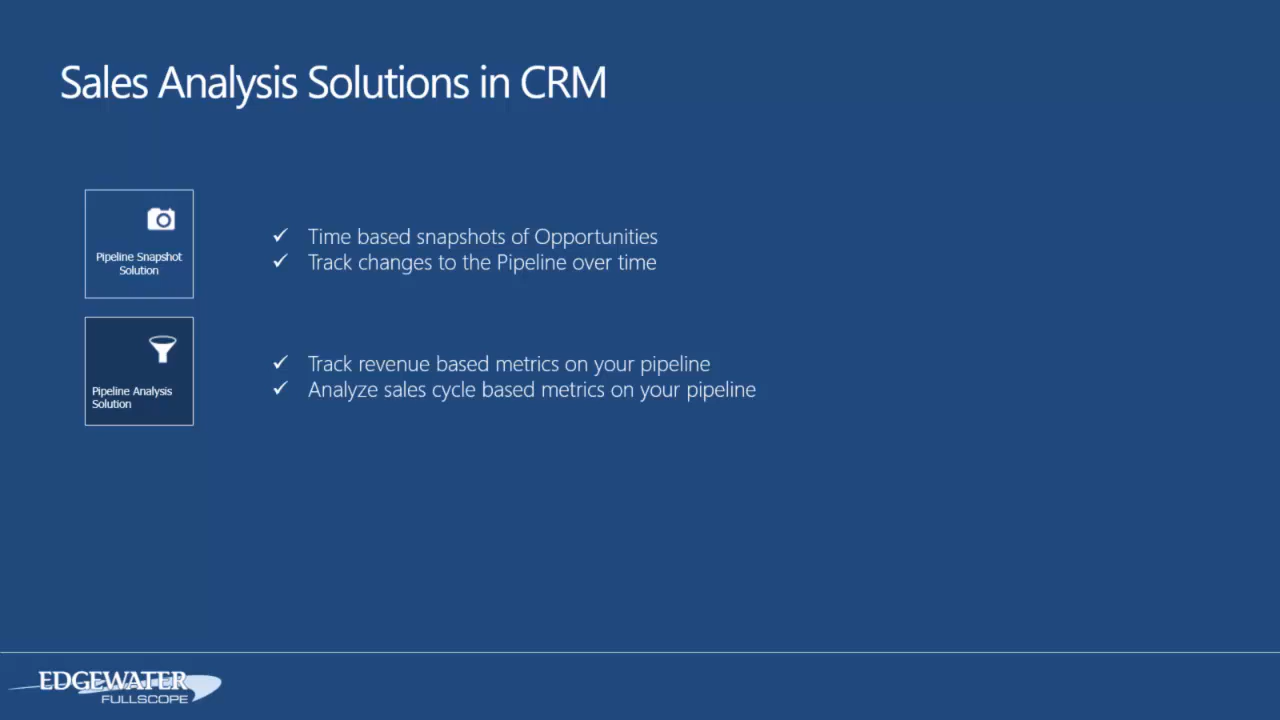 Sales Analysis Solutions in CRM
Pipeline Snapshot
Solution
✓ Time based snapshots of Opportunities
✓ Track changes to the Pipeline over time
Pipeline Analysis
Solution
✓ Track revenue based metrics on your pipeline
✓ Analyze sales cycle based metrics on your pipeline
EDGEWATER
FULLSCOPE